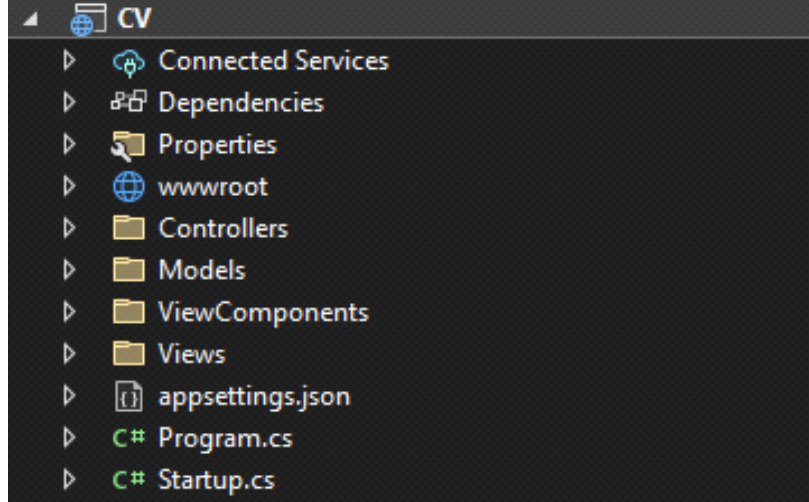 CV
Connected Services
Dependencies
Properties
wwwroot
Controllers
Models
ViewComponents
Views
appsettings.json
C# Program.cs
C# Startup.cs